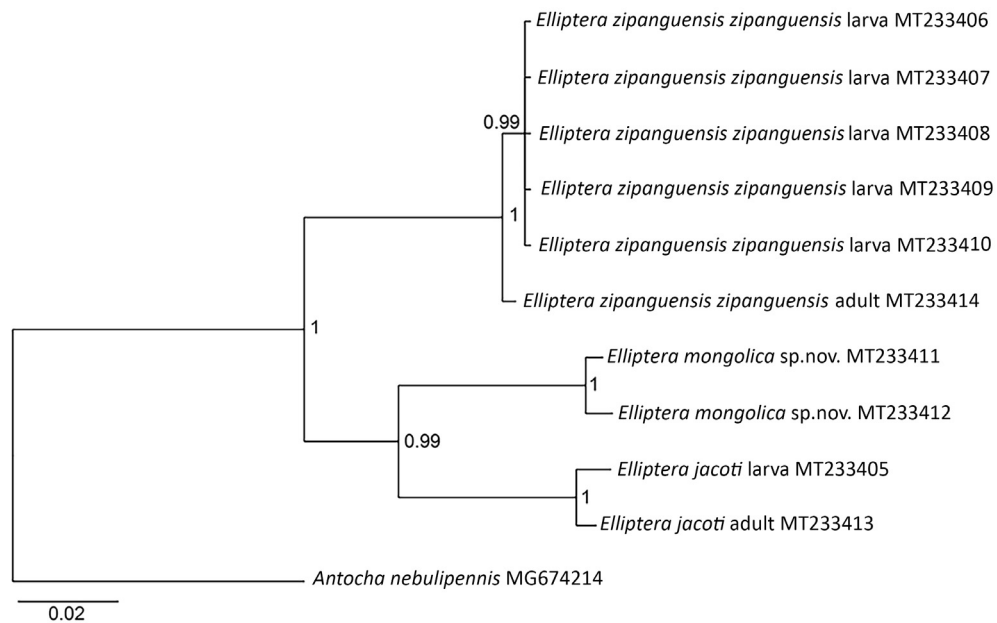 Elliptera zipanguensis zipanguensis larva MT233406
Elliptera zipanguensis zipanguensis larva MT233407
0.99
Elliptera zipanguensis zipanguensis larva MT233408
Elliptera zipanguensis zipanguensis larva MT233409
1
Elliptera zipanguensis zipanguensis larva MT233410
Elliptera zipanguensis zipanguensis adult MT233414
1
Elliptera mongolica sp.nov. MT233411
1
Elliptera mongolica sp.nov. MT233412
0.99
Elliptera jacoti larva MT233405
1
Elliptera jacoti adult MT233413
Antocha nebulipennis MG674214
0.02